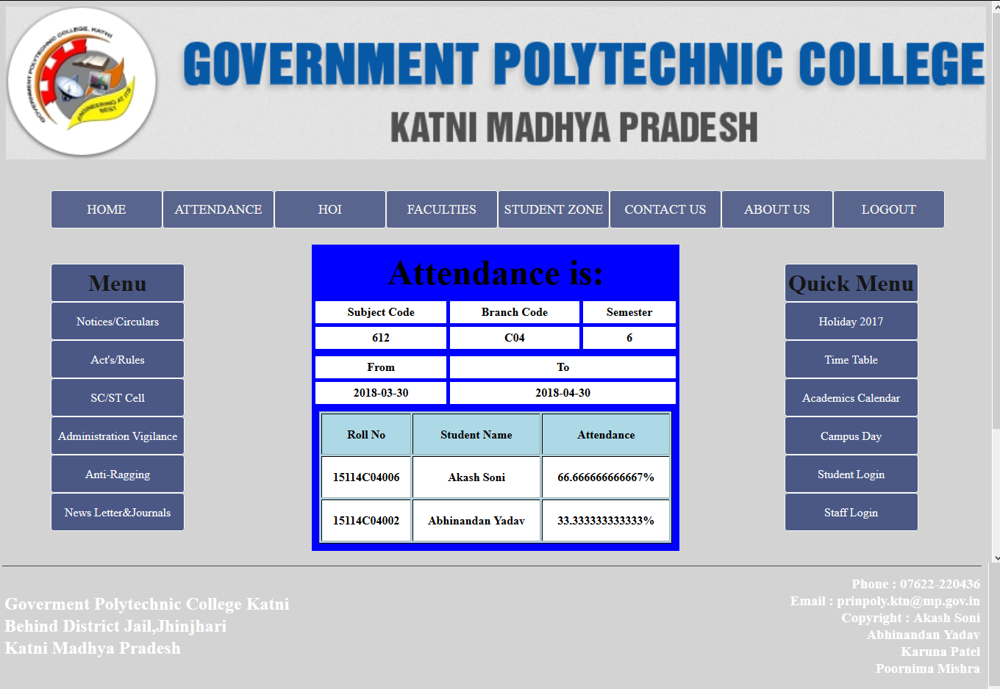 GOVERNMENT POLYTECHNIC COLLEGE, KATNI
ENGINEERING AT ITS
BEST
GOVERNMENT POLYTECHNIC COLLEGE
KATNI MADHYA PRADESH
HOME ATTENDANCE HOI FACULTIES STUDENT ZONE CONTACT US ABOUT US LOGOUT
Menu
Notices/Circulars
Act's/Rules
SC/ST Cell
Administration Vigilance
Anti-Ragging
News Letter&Journals
Attendance is:
Subject Code Branch Code Semester
612 C04 6
From To
2018-03-30 2018-04-30
Roll No Student Name Attendance
15114C04006 Akash Soni 66.666666666667%
15114C04002 Abhinandan Yadav 33.333333333333%
Quick Menu
Holiday 2017
Time Table
Academics Calendar
Campus Day
Student Login
Staff Login
Goverment Polytechnic College Katni
Behind District Jail,Jhinjhari
Katni Madhya Pradesh
Phone : 07622-220436
Email : prinpoly.ktn@mp.gov.in
Copyright : Akash Soni
Abhinandan Yadav
Karuna Patel
Poornima Mishra